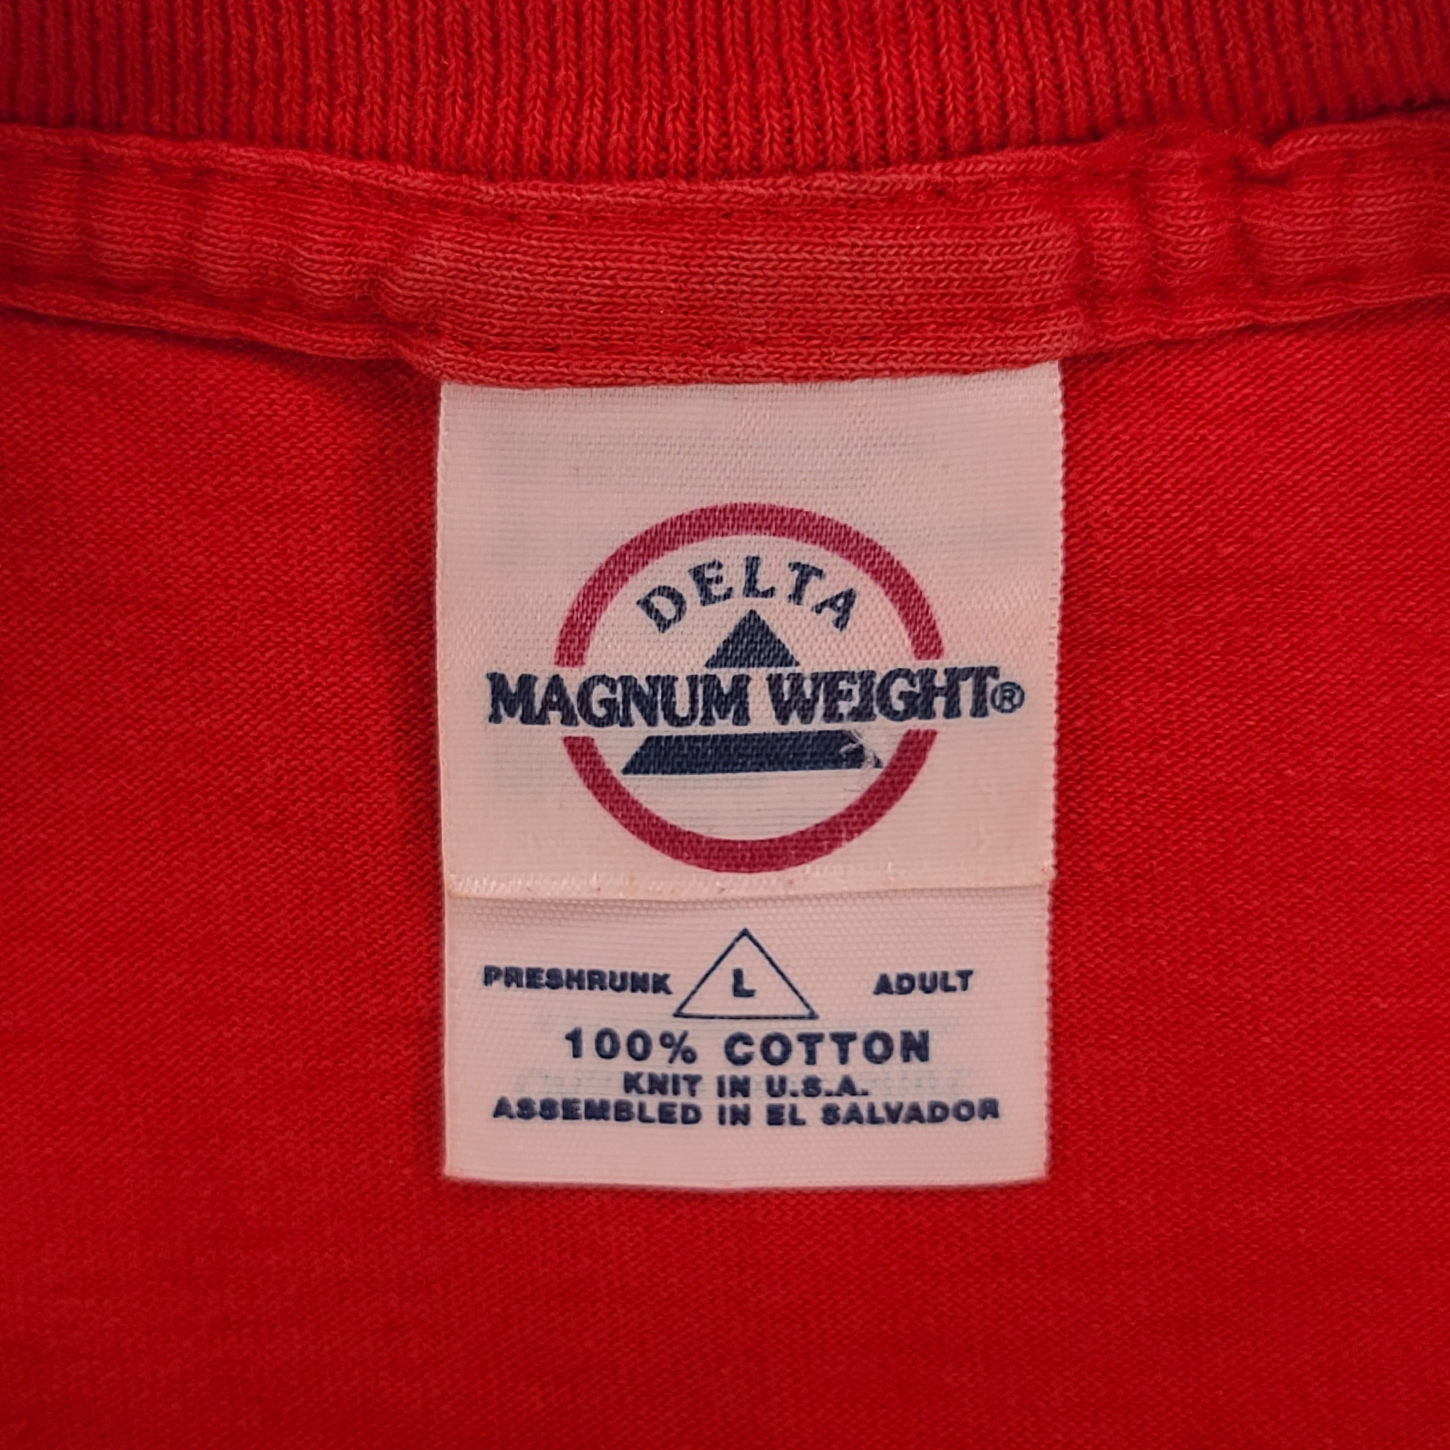 DELTA
MAGNUM WEIGHT®
PRESHRUNK L ADULT
100% COTTON
KNIT IN U.S.A.
ASSEMBLED IN EL SALVADOR